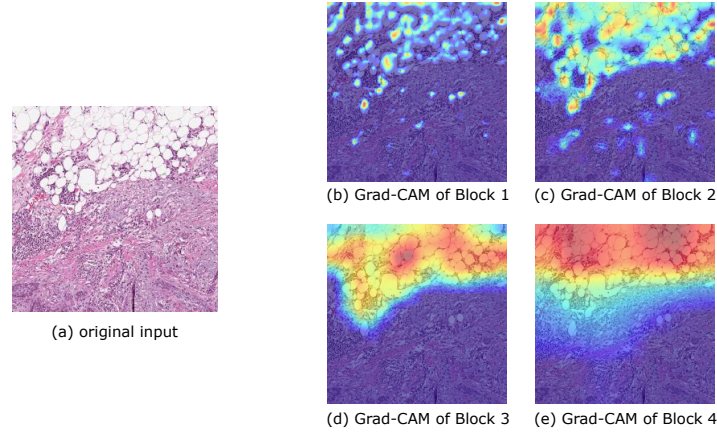 (a) original input
(b) Grad-CAM of Block 1
(c) Grad-CAM of Block 2
(d) Grad-CAM of Block 3
(e) Grad-CAM of Block 4